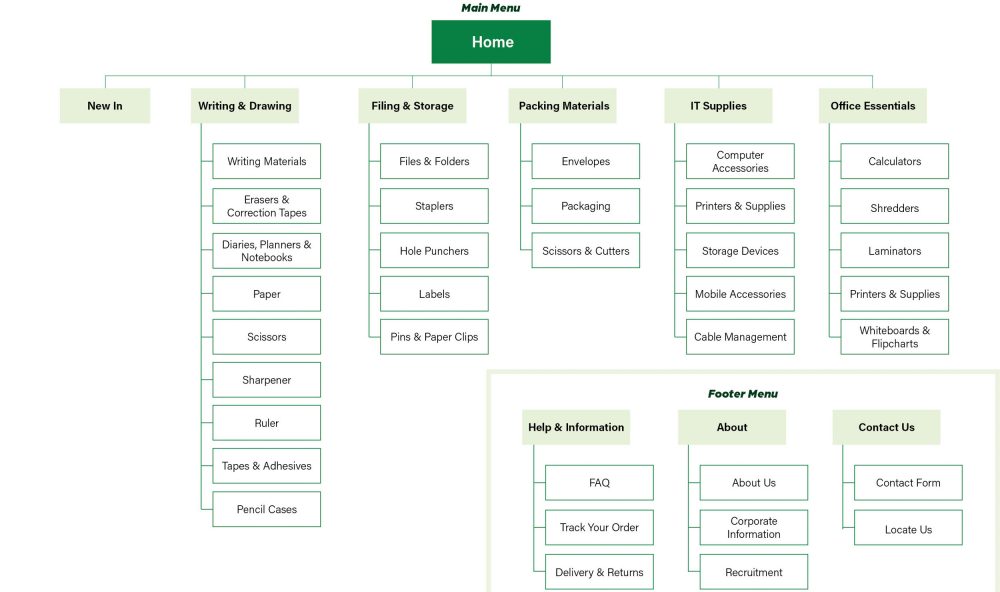 Main Menu
Home
New In
Writing & Drawing
Filing & Storage
Packing Materials
IT Supplies
Office Essentials
Writing Materials
Erasers &
Correction Tapes
Diaries, Planners &
Notebooks
Paper
Scissors
Sharpener
Ruler
Tapes & Adhesives
Pencil Cases
Files & Folders
Staplers
Hole Punchers
Labels
Pins & Paper Clips
Envelopes
Packaging
Scissors & Cutters
Computer
Accessories
Printers & Supplies
Storage Devices
Mobile Accessories
Cable Management
Calculators
Shredders
Laminators
Printers & Supplies
Whiteboards &
Flipcharts
Footer Menu
Help & Information
About
Contact Us
FAQ
Track Your Order
Delivery & Returns
About Us
Corporate
Information
Recruitment
Contact Form
Locate Us